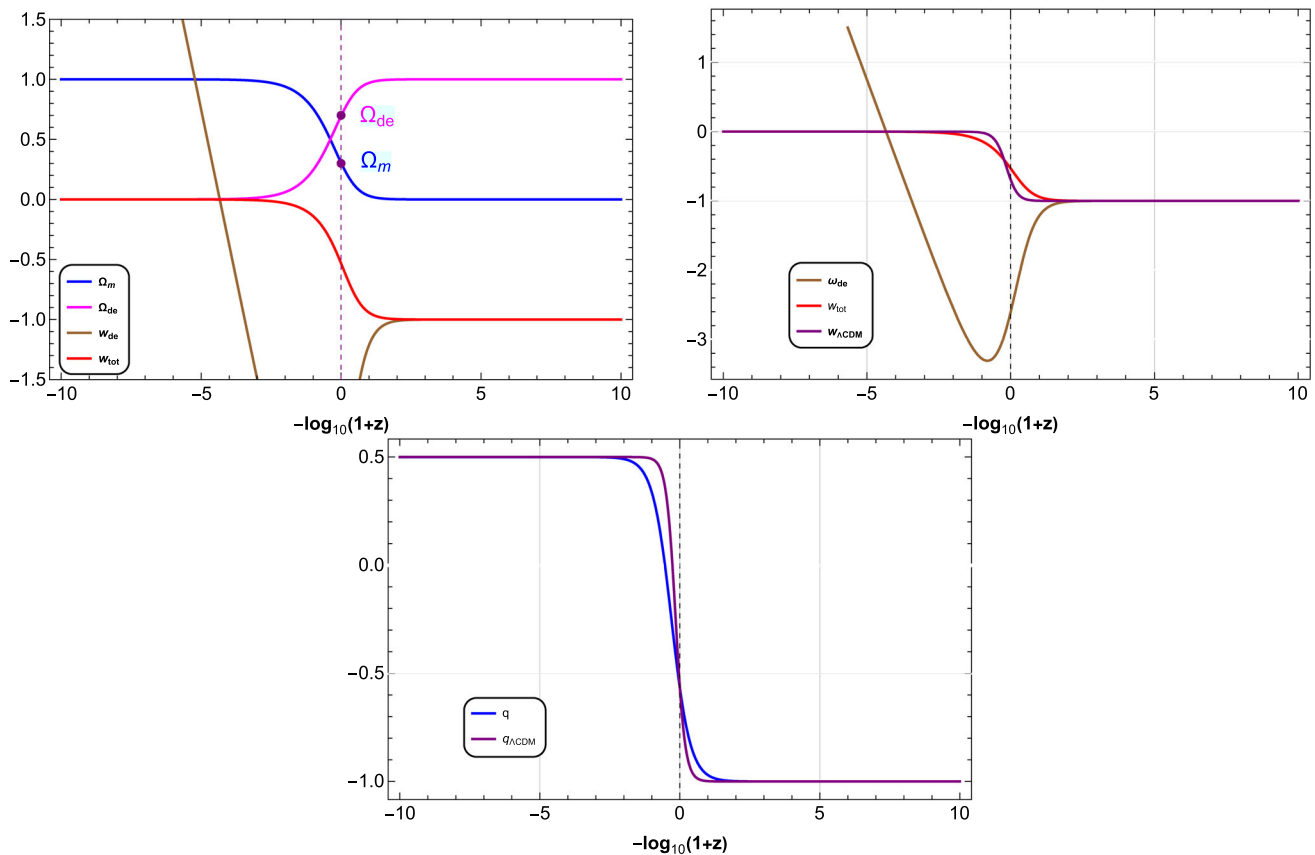 1.5
1.0
0.5
0.0
−0.5
−1.0
−1.5
−10 −5 0 5 10
−log₁₀(1+z)
Ω_de
Ω_m
Ω_m
Ω_de
w_de
w_tot
1
0
−1
−2
−3
−10 −5 0 5 10
−log₁₀(1+z)
ω_de
w_tot
w_ΛCDM
0.5
0.0
−0.5
−1.0
−10 −5 0 5 10
−log₁₀(1+z)
q
q_ΛCDM